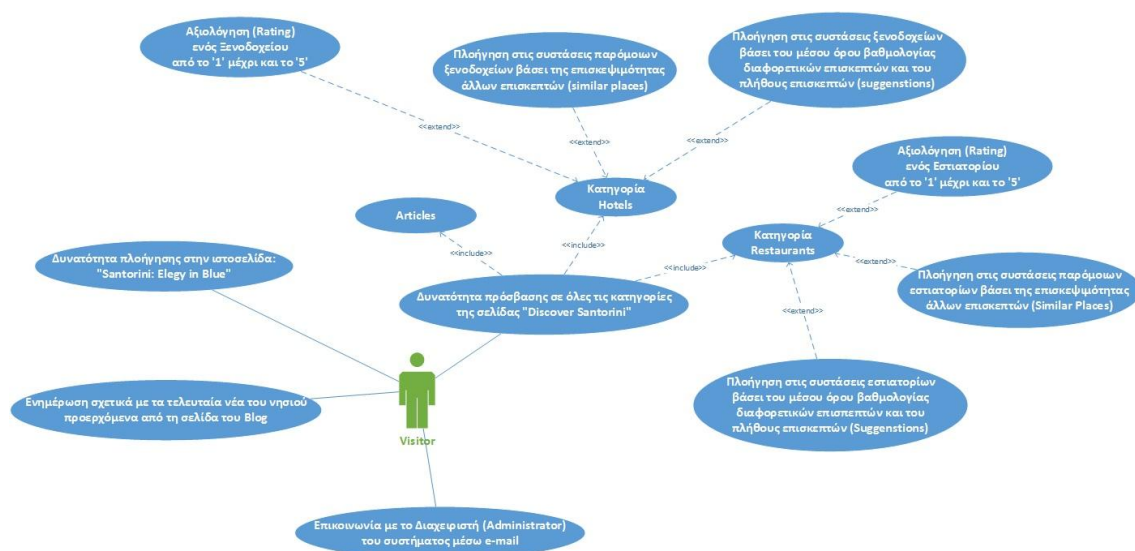 Αξιολόγηση (Rating)
ενός Ξενοδοχείου
από το '1' μέχρι και το '5'
Πλοήγηση στις συστάσεις παρόμοιων
ξενοδοχείων βάσει της επισκεψιμότητας
άλλων επισκεπτών (similar places)
Πλοήγηση στις συστάσεις ξενοδοχείων
βάσει του μέσου όρου βαθμολογίας
διαφορετικών επισκεπτών και του
πλήθους επισκεπτών (suggenstions)
<<extend>>
<<extend>>
<<extend>>
Αξιολόγηση (Rating)
ενός Εστιατορίου
από το '1' μέχρι και το '5'
Κατηγορία
Hotels
<<extend>>
Articles
<<include>>
<<include>>
Κατηγορία
Restaurants
<<include>>
<<extend>>
Δυνατότητα πλοήγησης στην ιστοσελίδα:
"Santorini: Elegy in Blue"
Δυνατότητα πρόσβασης σε όλες τις κατηγορίες
της σελίδας "Discover Santorini"
Πλοήγηση στις συστάσεις παρόμοιων
εστιατορίων βάσει της επισκεψιμότητας
άλλων επισκεπτών (Similar Places)
<<extend>>
Πλοήγηση στις συστάσεις εστιατορίων
βάσει του μέσου όρου βαθμολογίας
διαφορετικών επισπεπτών και του
πλήθους επισκεπτών (Suggenstions)
Ενημέρωση σχετικά με τα τελευταία νέα του νησιού
προερχόμενα από τη σελίδα του Blog
Visitor
Επικοινωνία με το Διαχειριστή (Administrator)
του συστήματος μέσω e-mail